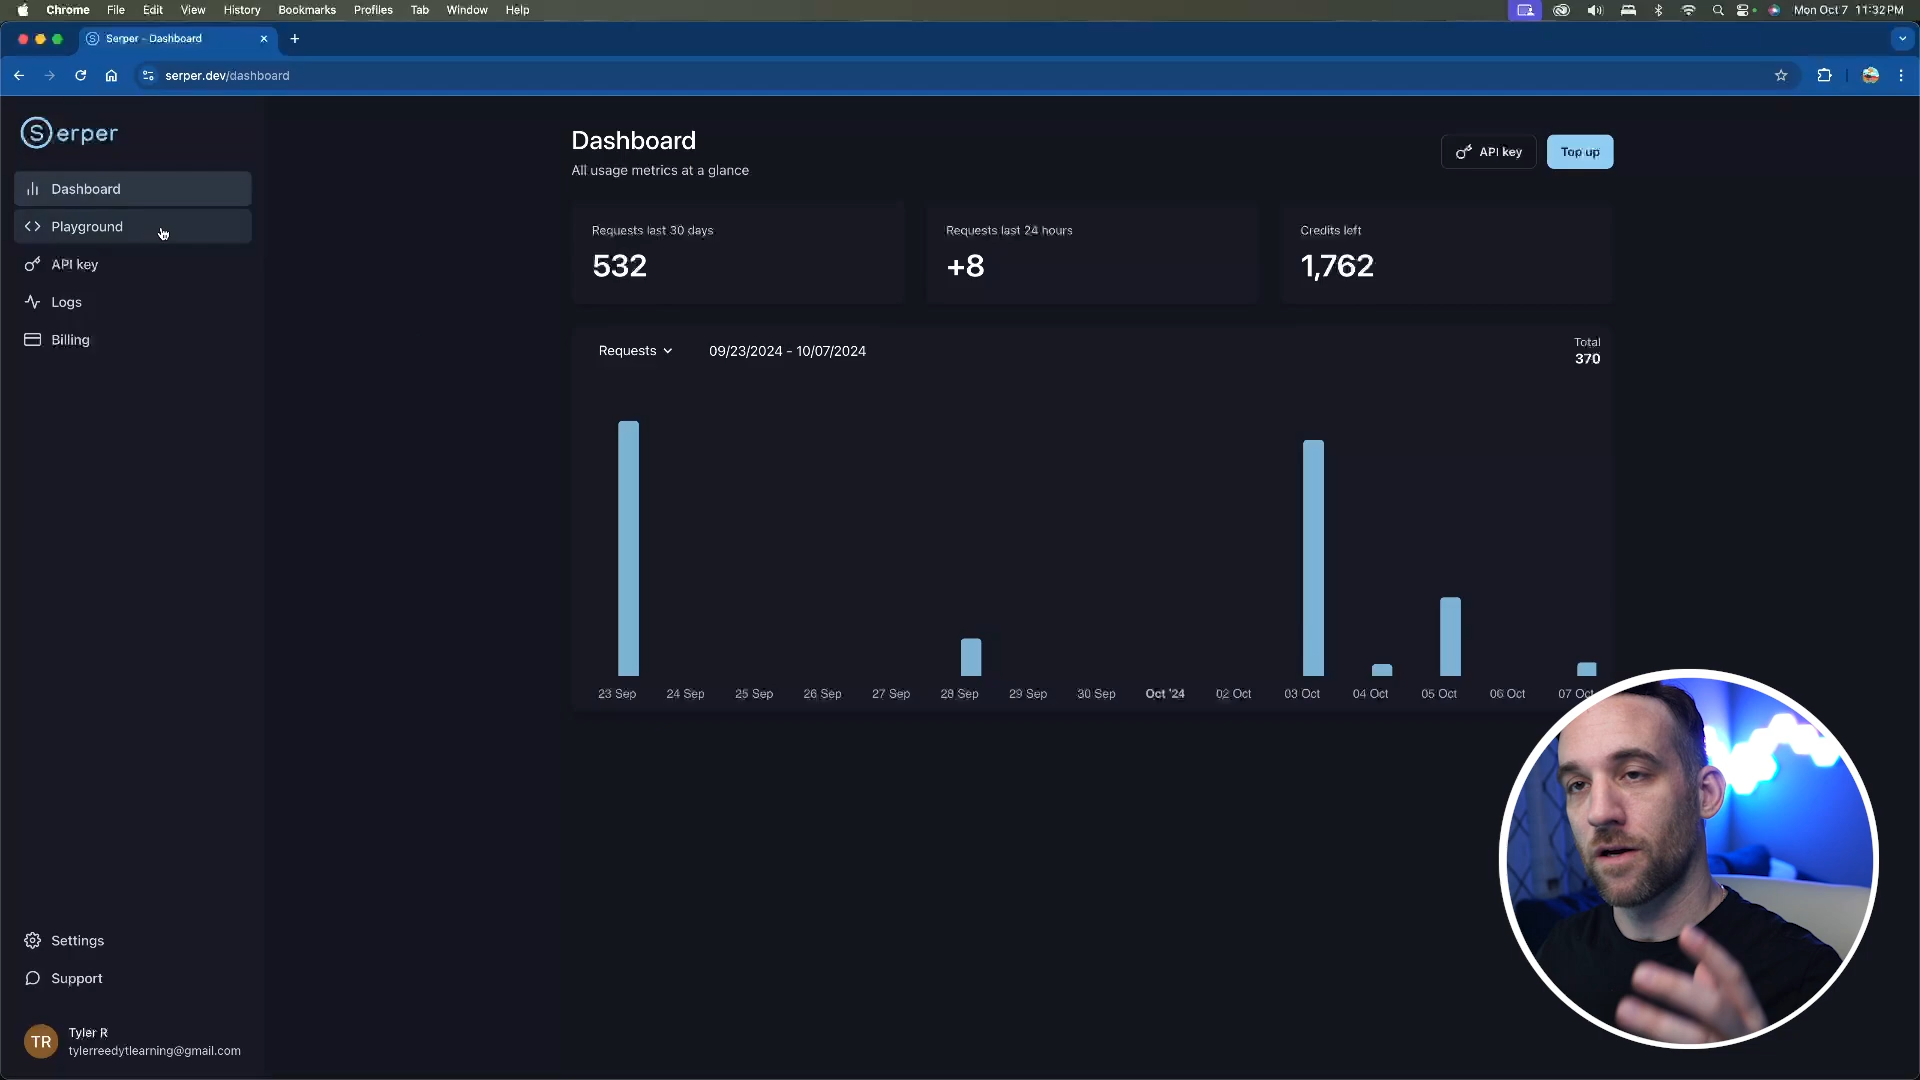 Chrome File Edit View History Bookmarks Profiles Tab Window Help Mon Oct 7 11:32 PM
Serper - Dashboard
serper.dev/dashboard
Serper
Dashboard
Playground
API key
Logs
Billing
Dashboard
All usage metrics at a glance
API key
Top up
Requests last 30 days
532
Requests last 24 hours
+8
Credits left
1,762
Requests 09/23/2024 - 10/07/2024
Total
370
23 Sep 24 Sep 25 Sep 26 Sep 27 Sep 28 Sep 29 Sep 30 Sep Oct '24 02 Oct 03 Oct 04 Oct 05 Oct 06 Oct 07 Oct
Settings
Support
TR
Tyler R
tylerreedytlearning@gmail.com